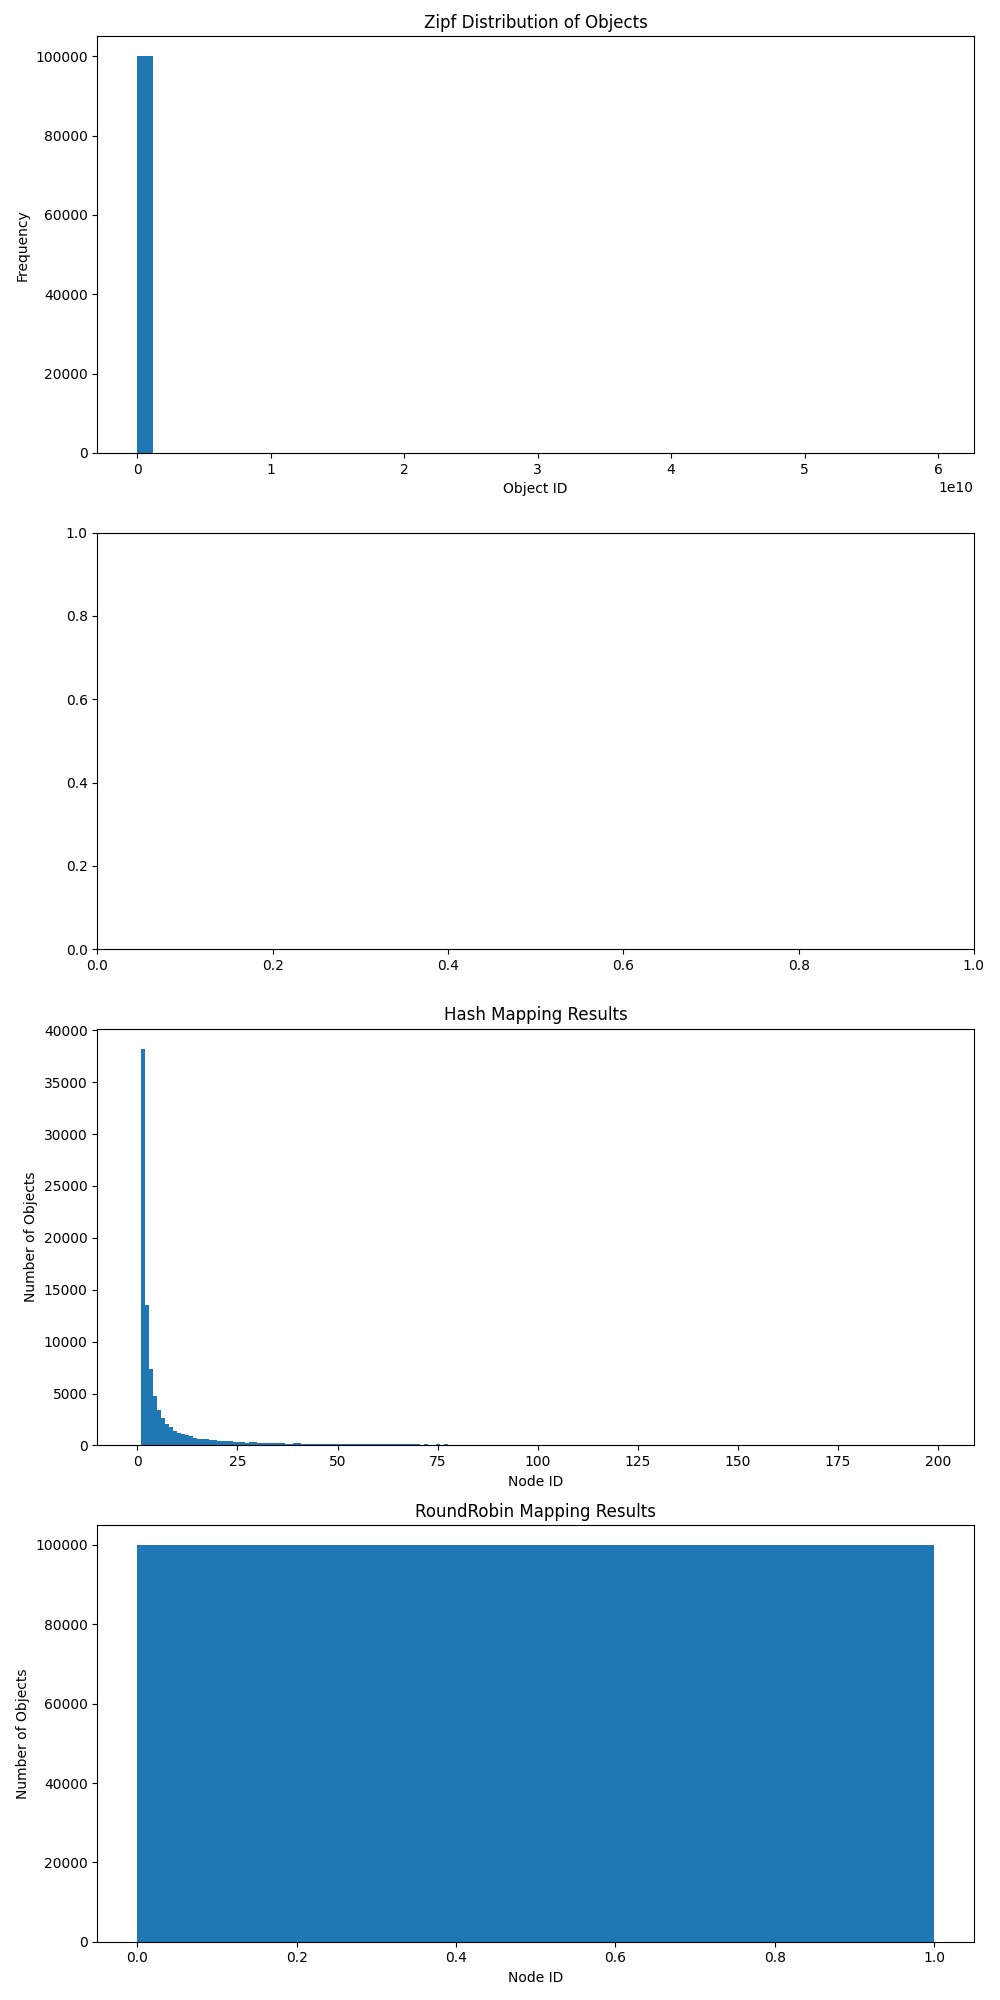 Zipf Distribution of Objects
100000
80000
60000
40000
20000
0
Frequency
0 1 2 3 4 5 6
1e10
Object ID
1.0
0.8
0.6
0.4
0.2
0.0
0.0 0.2 0.4 0.6 0.8 1.0
Hash Mapping Results
40000
35000
30000
25000
20000
15000
10000
5000
0
Number of Objects
0 25 50 75 100 125 150 175 200
Node ID
RoundRobin Mapping Results
100000
80000
60000
40000
20000
0
Number of Objects
0.0 0.2 0.4 0.6 0.8 1.0
Node ID